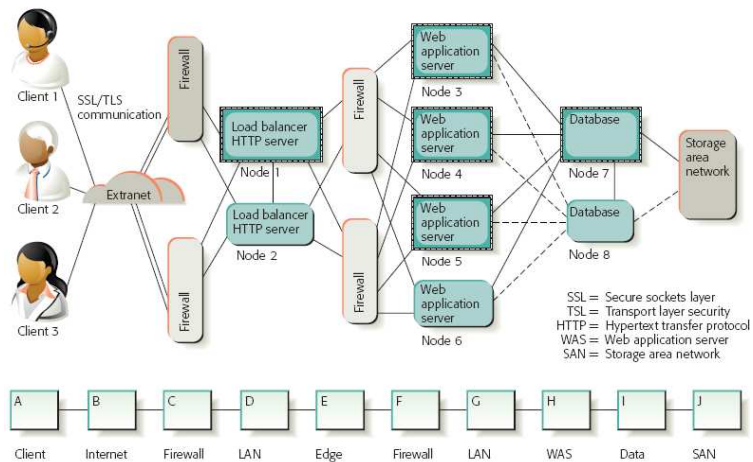 Client 1
SSL/TLS
communication
Client 2
Extranet
Client 3
Firewall
Firewall
Load balancer
HTTP server
Node 1
Load balancer
HTTP server
Node 2
Firewall
Firewall
Web
application
server
Node 3
Web
application
server
Node 4
Web
application
server
Node 5
Web
application
server
Node 6
Database
Node 7
Database
Node 8
Storage
area
network
SSL = Secure sockets layer
TSL = Transport layer security
HTTP = Hypertext transfer protocol
WAS = Web application server
SAN = Storage area network
A B C D E F G H I J
Client Internet Firewall LAN Edge Firewall LAN WAS Data SAN